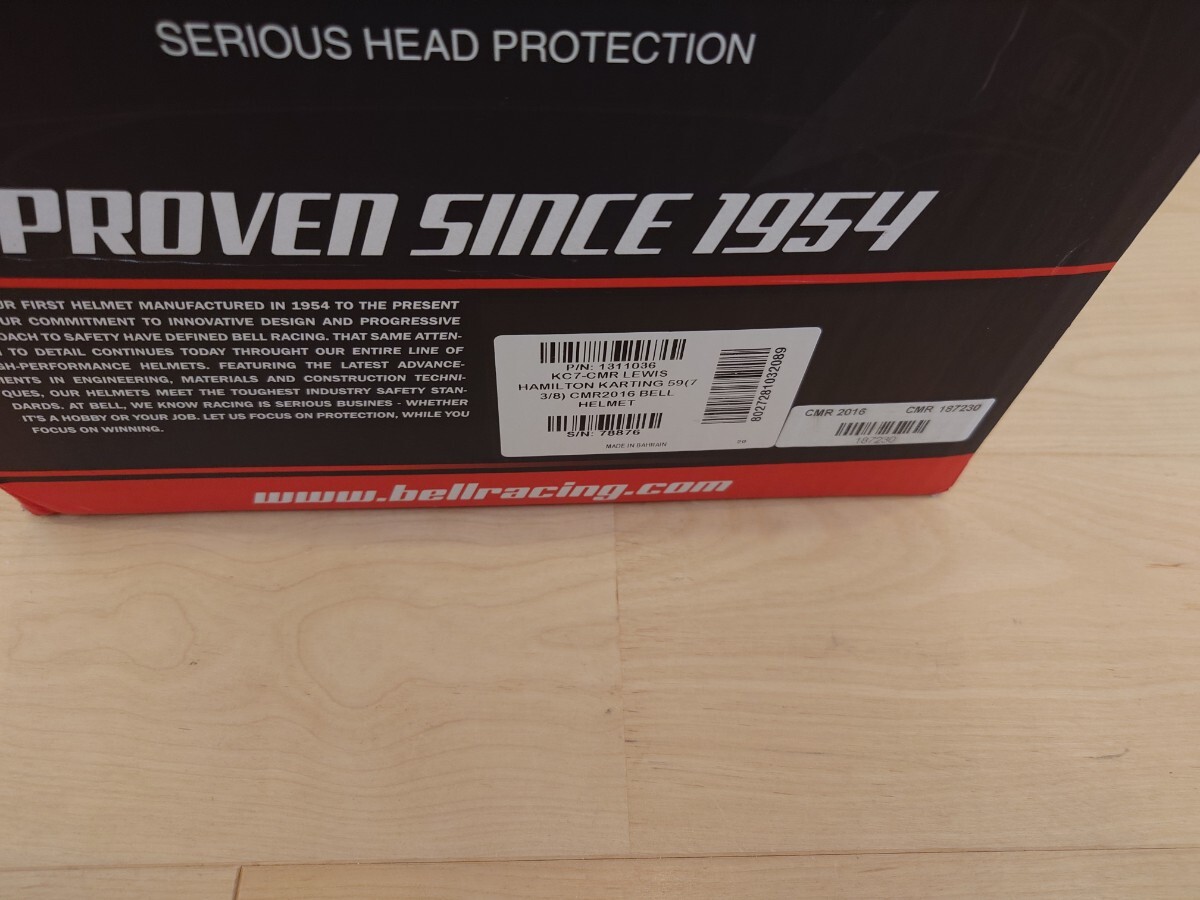 SERIOUS HEAD PROTECTION
PROVEN SINCE 1954
UR FIRST HELMET MANUFACTURED IN 1954 TO THE PRESENT
UR COMMITMENT TO INNOVATIVE DESIGN AND PROGRESSIVE
OACH TO SAFETY HAVE DEFINED BELL RACING. THAT SAME ATTEN-
N TO DETAIL CONTINUES TODAY THROUGHT OUR ENTIRE LINE OF
GH-PERFORMANCE HELMETS. FEATURING THE LATEST ADVANCE-
MENTS IN ENGINEERING, MATERIALS AND CONSTRUCTION TECHNI-
QUES, OUR HELMETS MEET THE TOUGHEST INDUSTRY SAFETY STAN-
DARDS. AT BELL, WE KNOW RACING IS SERIOUS BUSINES - WHETHER
IT'S A HOBBY OR YOUR JOB. LET US FOCUS ON PROTECTION, WHILE YOU
FOCUS ON WINNING.
P/N: 1311036
KC7-CMR LEWIS
HAMILTON KARTING 59(7
3/8) CMR2016 BELL
HELMET
S/N: 78876
MADE IN BAHRAIN
8027281032089
CMR 2016 CMR 187230
187230
www.bellracing.com